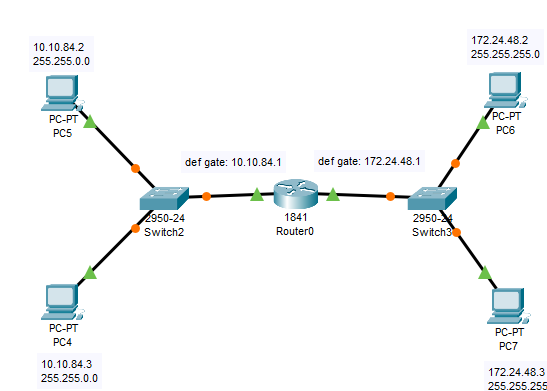 10.10.84.2
255.255.0.0
PC-PT
PC5
172.24.48.2
255.255.255.0
PC-PT
PC6
def gate: 10.10.84.1
def gate: 172.24.48.1
2950-24
Switch2
1841
Router0
2950-24
Switch3
PC-PT
PC4
10.10.84.3
255.255.0.0
PC-PT
PC7
172.24.48.3
255.255.255